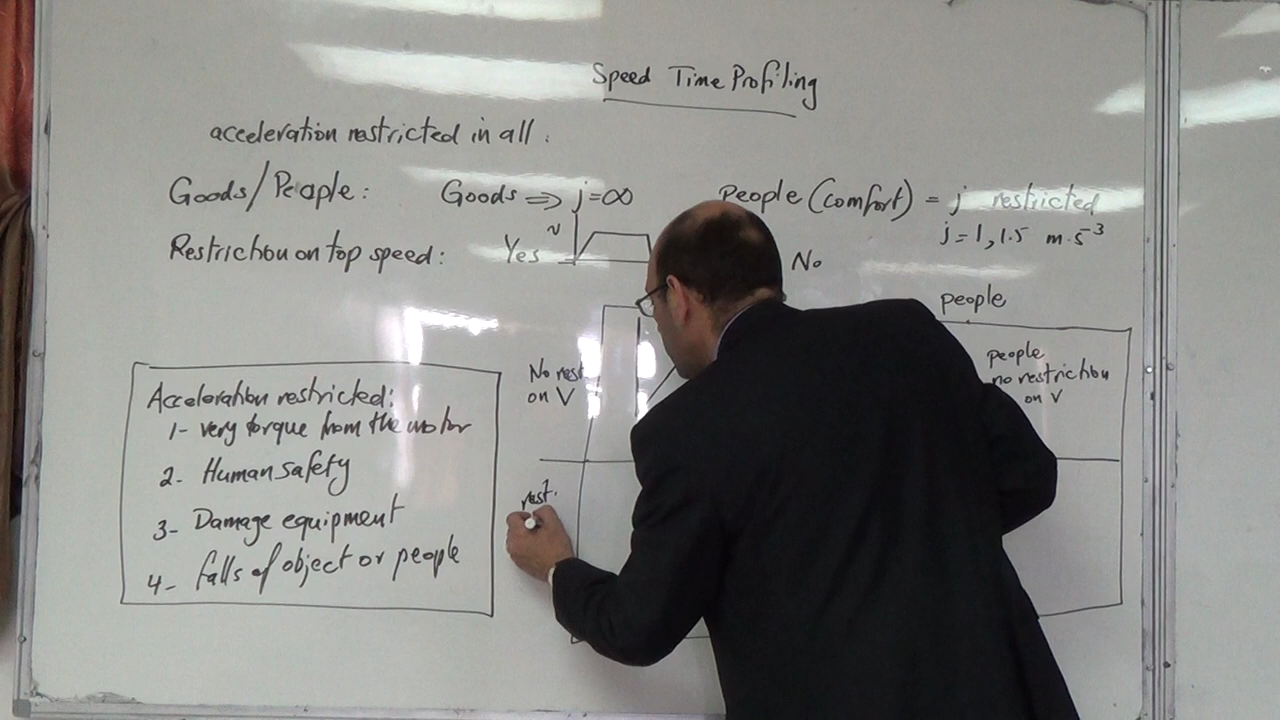 Speed Time Profiling
acceleration restricted in all :
Goods/People : Goods ⇒ j=∞ People (comfort) = j restricted
j=1,1.5 m.s⁻³
Restriction on top speed : Yes v No
people
No rest
on V
people
no restriction
on V
rest.
Acceleration restricted:
1- very torque from the motor
2. Human safety
3- Damage equipment
4- falls of object or people